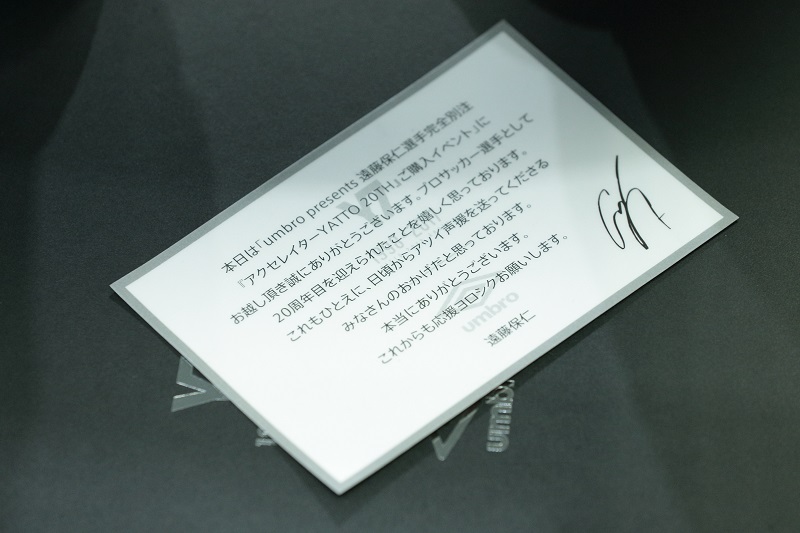 本日は「umbro presents 遠藤保仁選手完全別注
『アクセレイターYATTO 20TH』ご購入イベント」に
お越し頂き誠にありがとうございます。プロサッカー選手として
20周年目を迎えられたことを嬉しく思っております。
これもひとえに、日頃からアツイ声援を送ってくださる
みなさんのおかげだと思っております。
本当にありがとうございます。
これからも応援ヨロシクお願いします。
遠藤保仁
umbro
umbro